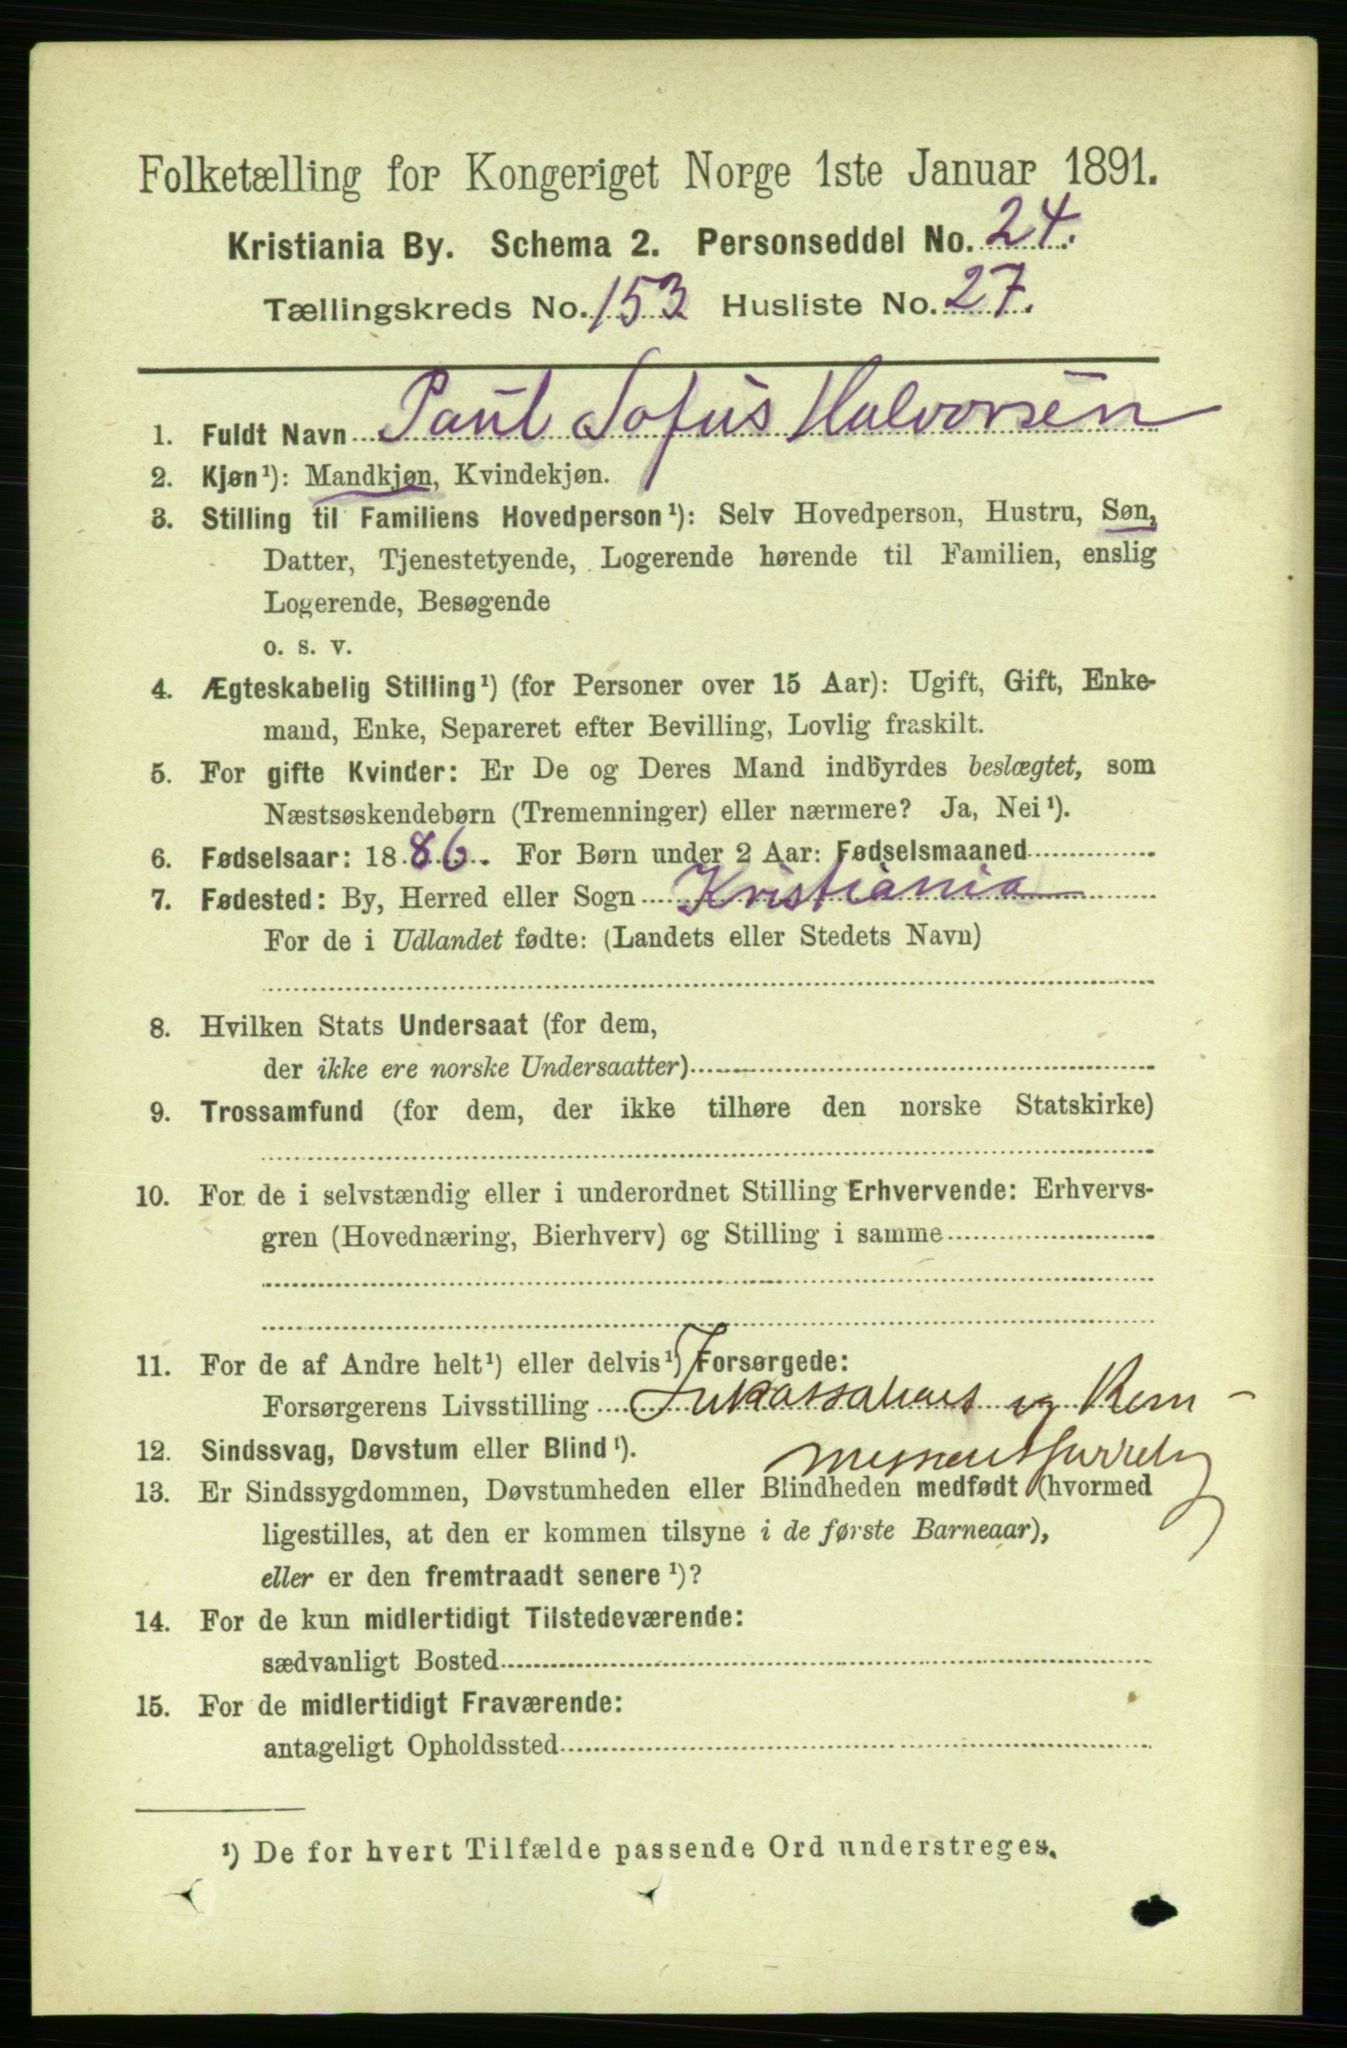 Folketælling for Kongeriget Norge 1ste Januar 1891.
Kristiania By. Schema 2. Personseddel No. 24.
Tællingskreds No. 153 Husliste No. 27.
1. Fuldt Navn Paul Sofus Halvorsen
2. Kjøn¹): Mandkjøn, Kvindekjøn.
3. Stilling til Familiens Hovedperson¹): Selv Hovedperson, Hustru, Søn,
Datter, Tjenestetyende, Logerende hørende til Familien, enslig
Logerende, Besøgende
o. s. v.
4. Ægteskabelig Stilling¹) (for Personer over 15 Aar): Ugift, Gift, Enke-
mand, Enke, Separeret efter Bevilling, Lovlig fraskilt.
5. For gifte Kvinder: Er De og Deres Mand indbyrdes beslægtet, som
Næstsøskendebørn (Tremenninger) eller nærmere? Ja, Nei¹).
6. Fødselsaar: 1886. For Børn under 2 Aar: Fødselsmaaned
7. Fødested: By, Herred eller Sogn Kristiania
For de i Udlandet fødte: (Landets eller Stedets Navn)
8. Hvilken Stats Undersaat (for dem,
der ikke ere norske Undersaatter)
9. Trossamfund (for dem, der ikke tilhøre den norske Statskirke)
10. For de i selvstændig eller i underordnet Stilling Erhvervende: Erhvervs-
gren (Hovednæring, Bierhverv) og Stilling i samme
11. For de af Andre helt¹) eller delvis¹) Forsørgede:
Forsørgerens Livsstilling og
12. Sindssvag, Døvstum eller Blind¹).
13. Er Sindssygdommen, Døvstumheden eller Blindheden medfødt (hvormed
ligestilles, at den er kommen tilsyne i de første Barneaar),
eller er den fremtraadt senere¹)?
14. For de kun midlertidigt Tilstedeværende:
sædvanligt Bosted
15. For de midlertidigt Fraværende:
antageligt Opholdssted
¹) De for hvert Tilfælde passende Ord understreges.